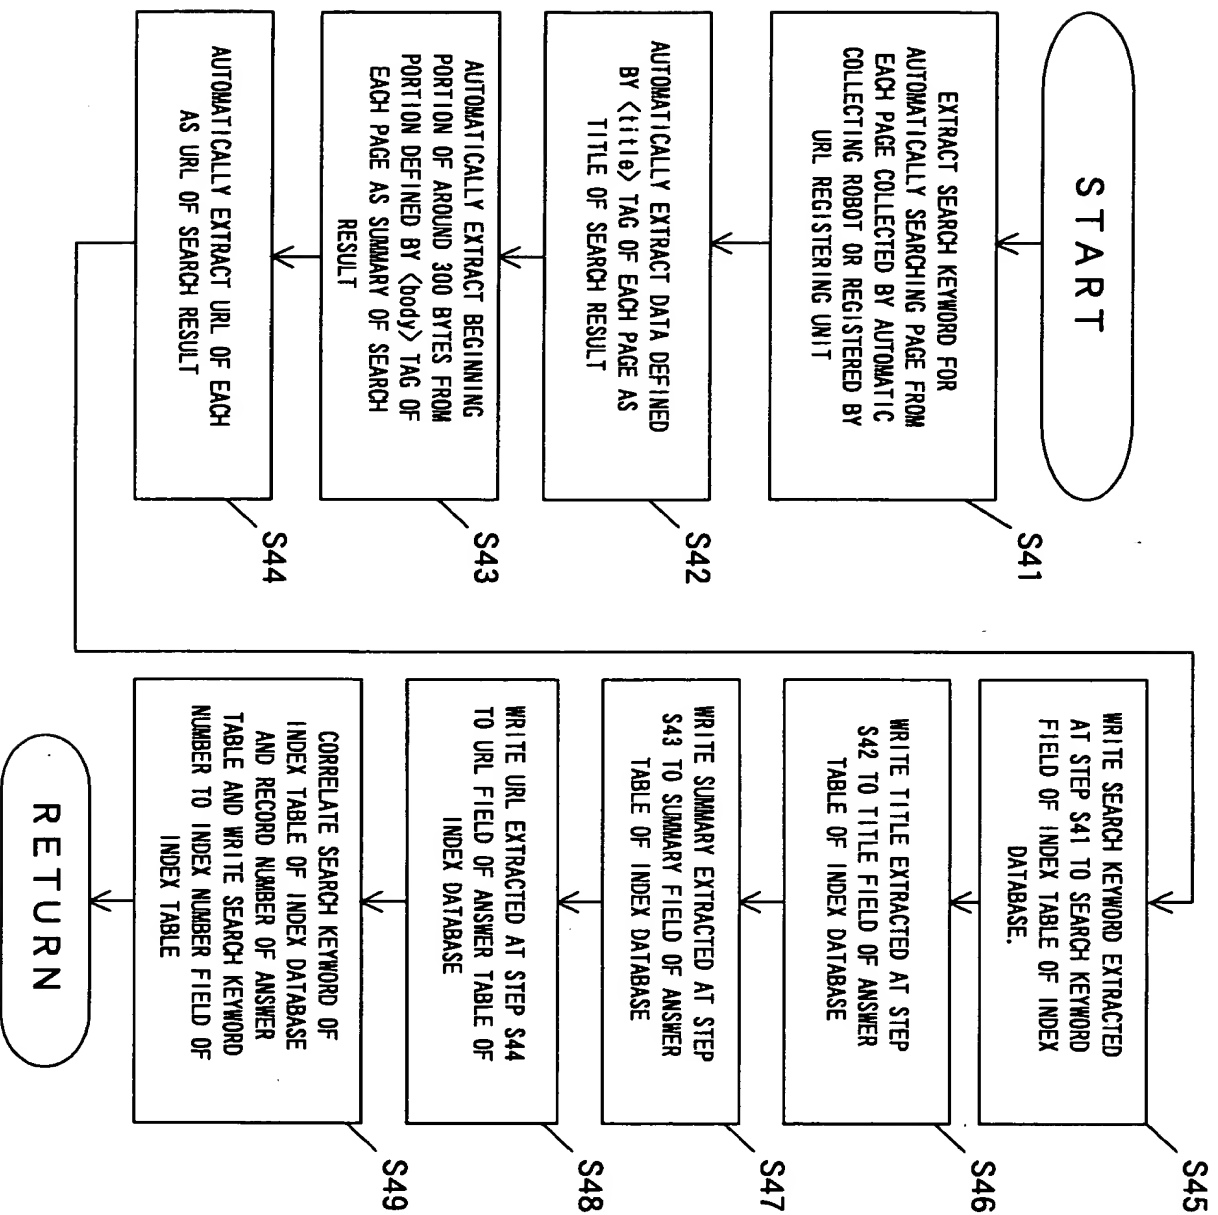 START
EXTRACT SEARCH KEYWORD FOR
AUTOMATICALLY SEARCHING PAGE FROM
EACH PAGE COLLECTED BY AUTOMATIC
COLLECTING ROBOT OR REGISTERED BY
URL REGISTERING UNIT
S41
AUTOMATICALLY EXTRACT DATA DEFINED
BY <title> TAG OF EACH PAGE AS
TITLE OF SEARCH RESULT
S42
AUTOMATICALLY EXTRACT BEGINNING
PORTION OF AROUND 300 BYTES FROM
PORTION DEFINED BY <body> TAG OF
EACH PAGE AS SUMMARY OF SEARCH
RESULT
S43
AUTOMATICALLY EXTRACT URL OF EACH
AS URL OF SEARCH RESULT
S44
WRITE SEARCH KEYWORD EXTRACTED
AT STEP S41 TO SEARCH KEYWORD
FIELD OF INDEX TABLE OF INDEX
DATABASE.
S45
WRITE TITLE EXTRACTED AT STEP
S42 TO TITLE FIELD OF ANSWER
TABLE OF INDEX DATABASE
S46
WRITE SUMMARY EXTRACTED AT STEP
S43 TO SUMMARY FIELD OF ANSWER
TABLE OF INDEX DATABASE
S47
WRITE URL EXTRACTED AT STEP S44
TO URL FIELD OF ANSWER TABLE OF
INDEX DATABASE
S48
CORRELATE SEARCH KEYWORD OF
INDEX TABLE OF INDEX DATABASE
AND RECORD NUMBER OF ANSWER
TABLE AND WRITE SEARCH KEYWORD
NUMBER TO INDEX NUMBER FIELD OF
INDEX TABLE
S49
RETURN